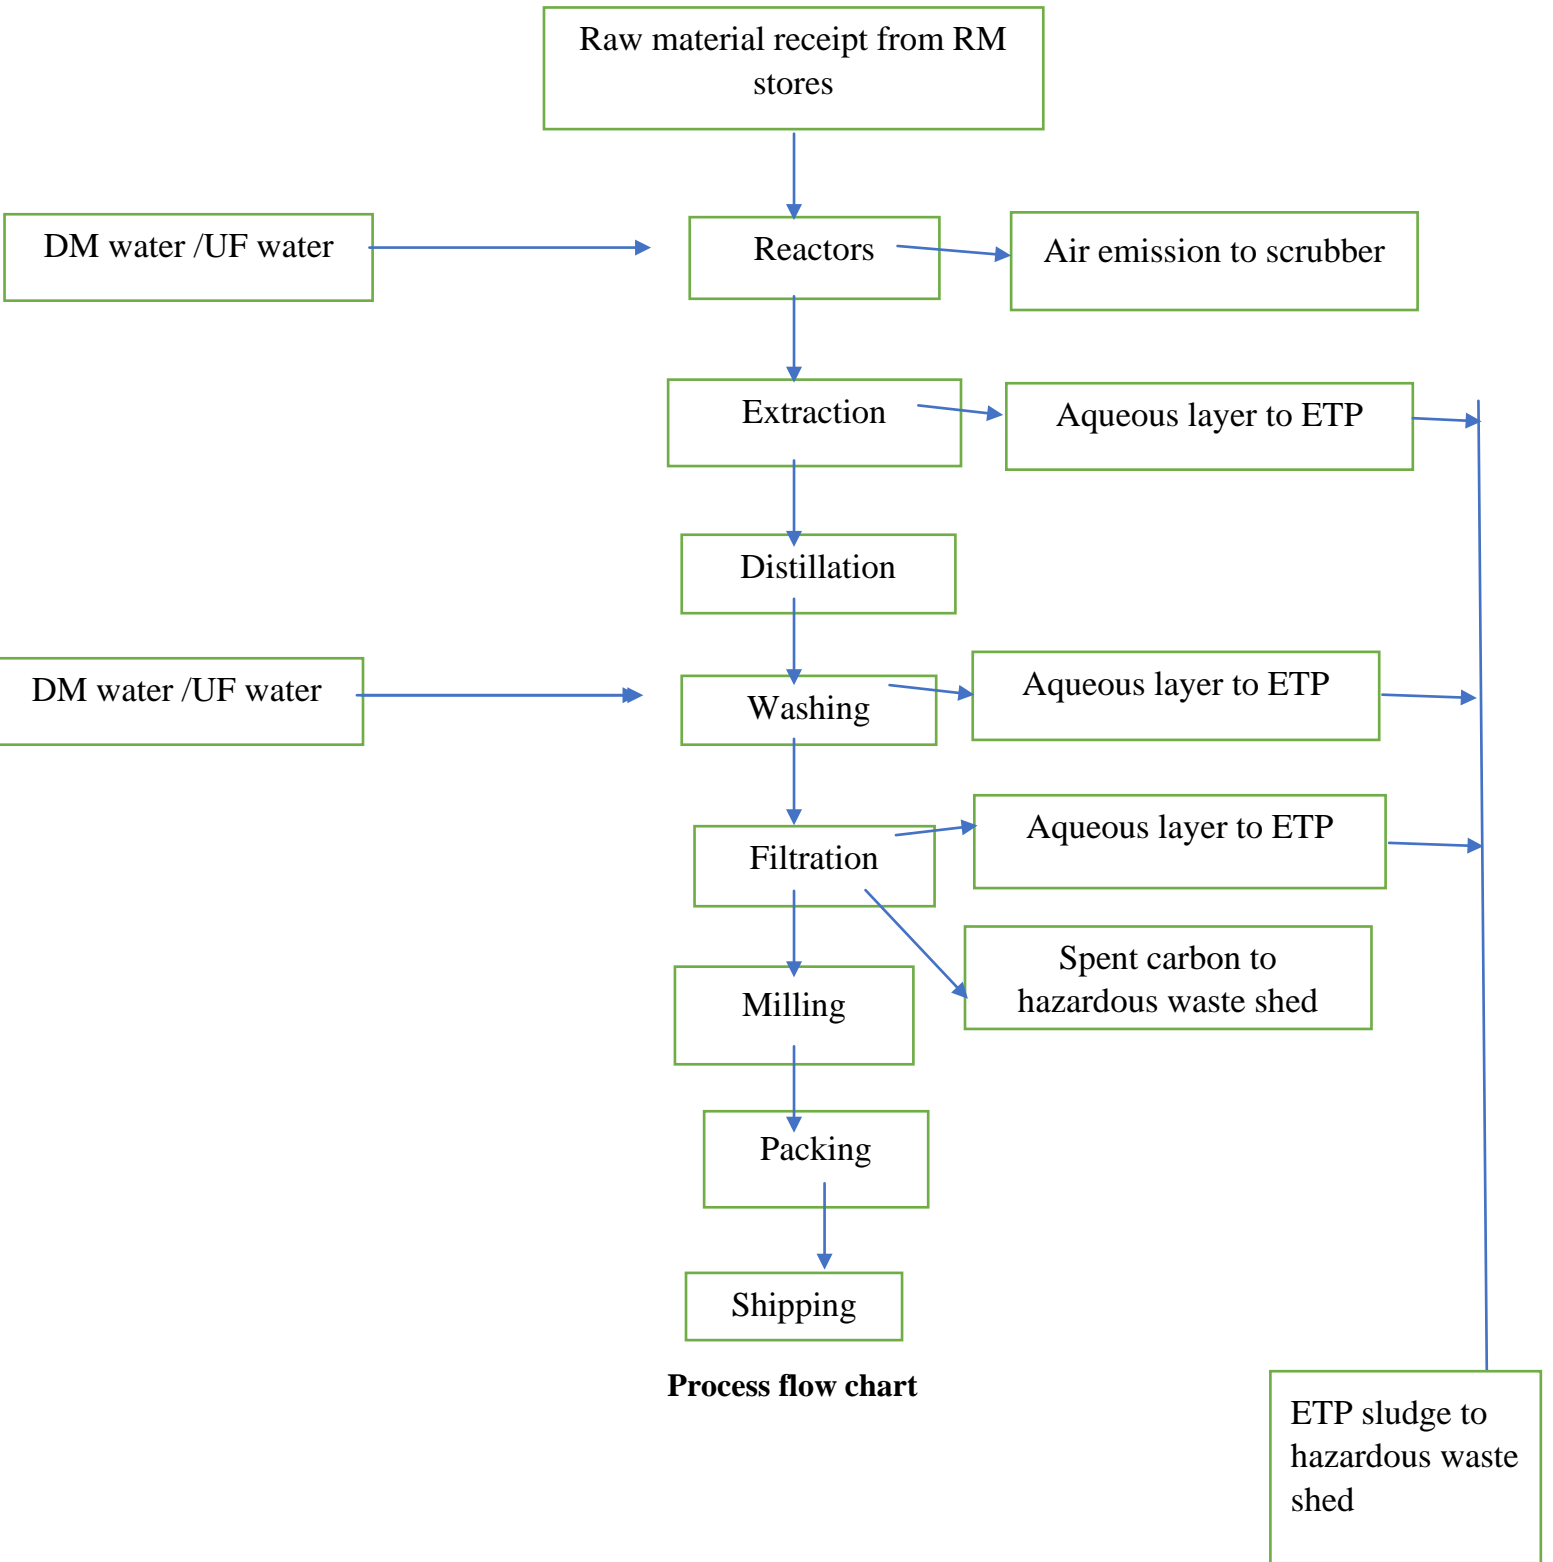 Raw material receipt from RM
stores
DM water /UF water
Reactors
Air emission to scrubber
Extraction
Aqueous layer to ETP
Distillation
DM water /UF water
Washing
Aqueous layer to ETP
Filtration
Aqueous layer to ETP
Spent carbon to
hazardous waste shed
Milling
Packing
Shipping
Process flow chart
ETP sludge to
hazardous waste
shed